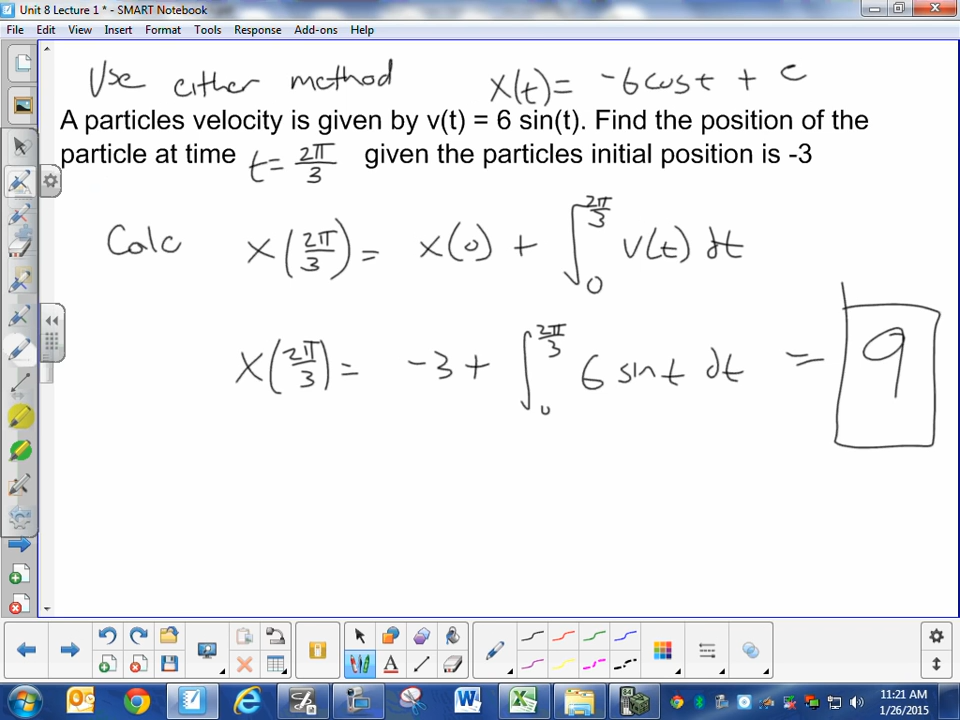 Unit 8 Lecture 1 * - SMART Notebook
File Edit View Insert Format Tools Response Add-ons Help
Use either method x(t) = -6cost + c
A particles velocity is given by v(t) = 6 sin(t). Find the position of the
particle at time t = 2π/3 given the particles initial position is -3
Calc x(2π/3) = x(0) + ∫₀^(2π/3) v(t) dt
x(2π/3) = -3 + ∫₀^(2π/3) 6 sint dt = 9
11:21 AM
1/26/2015